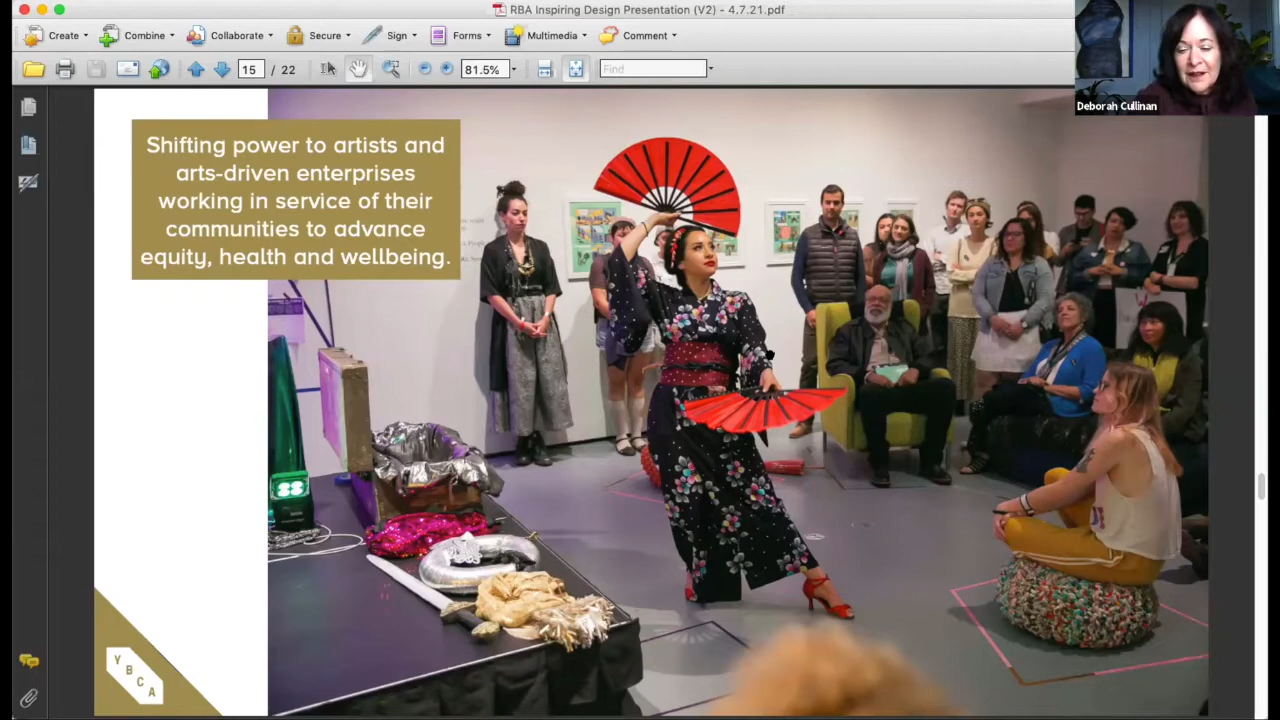 RBA Inspiring Design Presentation (V2) - 4.7.21.pdf
Create
Combine
Collaborate
Secure
Sign
Forms
Multimedia
Comment
15 / 22
81.5%
Find
Deborah Cullinan
Shifting power to artists and
arts-driven enterprises
working in service of their
communities to advance
equity, health and wellbeing.
Y
B
C
A